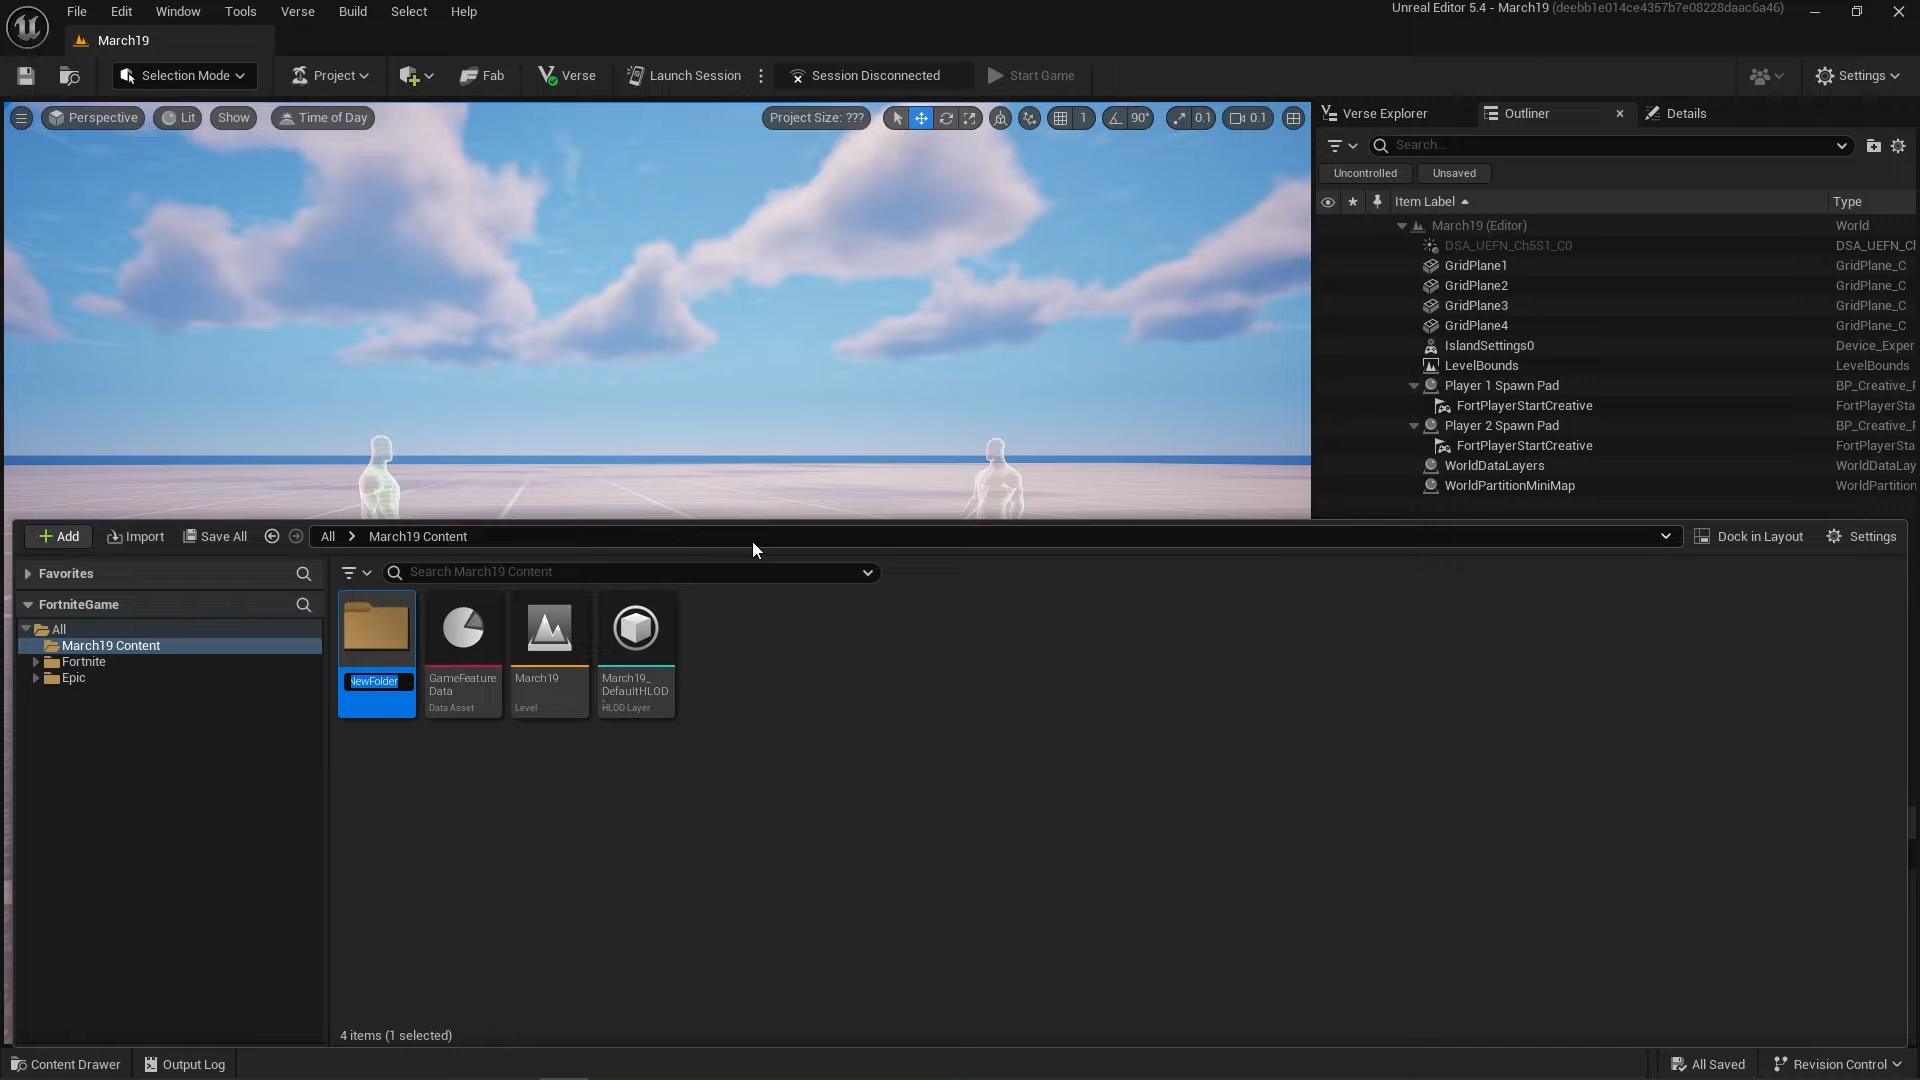 File Edit Window Tools Verse Build Select Help
Unreal Editor 5.4 - March19 (deebb1e014ce4357b7e08228daac6a46)
March19
Selection Mode Project Fab Verse Launch Session Session Disconnected Start Game Settings
Perspective Lit Show Time of Day Project Size: ??? 1 90° 0.1 0.1
Verse Explorer Outliner Details
Search...
Uncontrolled Unsaved
Item Label Type
March19 (Editor) World
DSA_UEFN_Ch5S1_C0 DSA_UEFN_Cl
GridPlane1 GridPlane_C
GridPlane2 GridPlane_C
GridPlane3 GridPlane_C
GridPlane4 GridPlane_C
IslandSettings0 Device_Exper
LevelBounds LevelBounds
Player 1 Spawn Pad BP_Creative_F
FortPlayerStartCreative FortPlayerSta
Player 2 Spawn Pad BP_Creative_F
FortPlayerStartCreative FortPlayerSta
WorldDataLayers WorldDataLay
WorldPartitionMiniMap WorldPartition
Add Import Save All All March19 Content Dock in Layout Settings
Favorites
FortniteGame
All
March19 Content
Fortnite
Epic
Search March19 Content
NewFolder
GameFeature
Data
Data Asset
March19
Level
March19_
DefaultHLOD
HLOD Layer
4 items (1 selected)
Content Drawer Output Log All Saved Revision Control